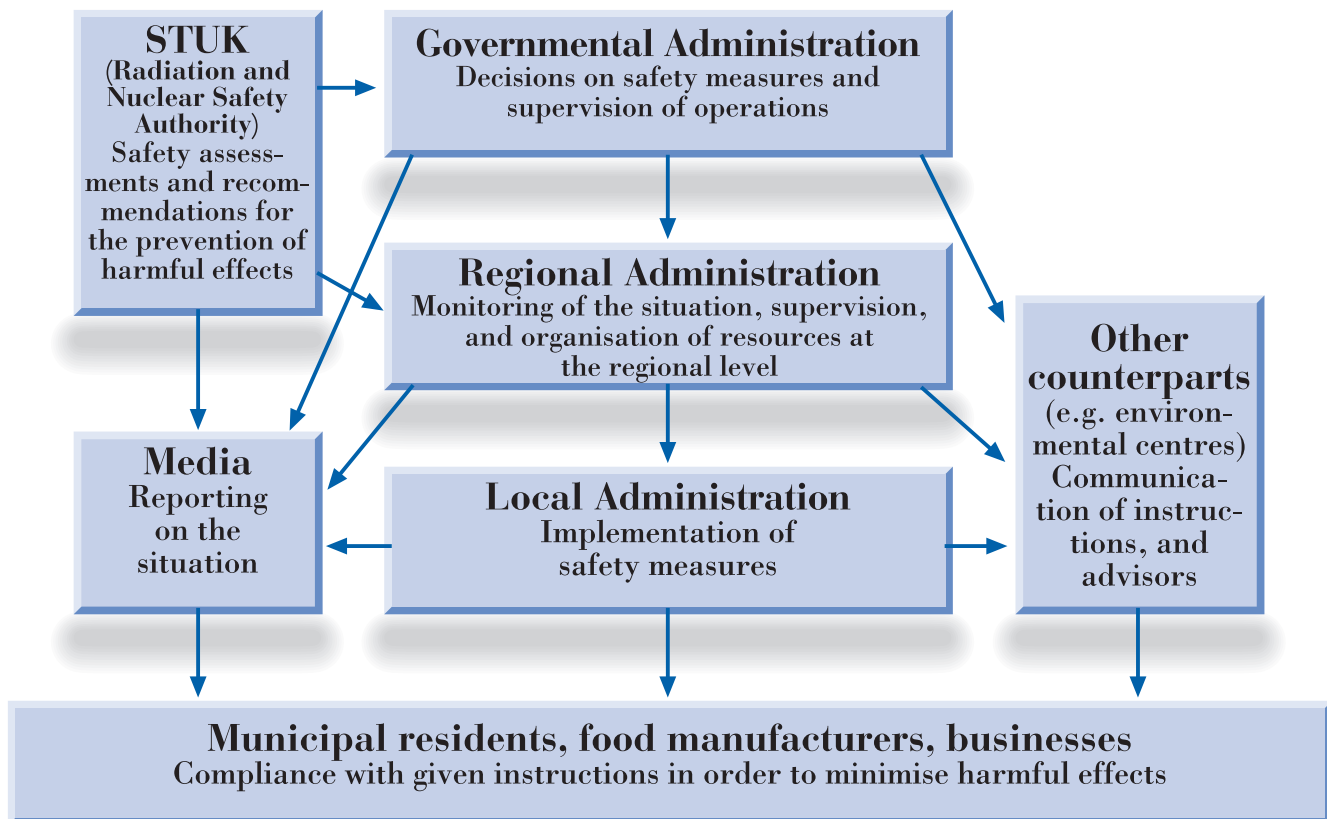 STUK
(Radiation and
Nuclear Safety
Authority)
Safety assess-
ments and recom-
mendations for
the prevention of
harmful effects
Governmental Administration
Decisions on safety measures and
supervision of operations
Regional Administration
Monitoring of the situation, supervision,
and organisation of resources at
the regional level
Other
counterparts
(e.g. environ-
mental centres)
Communica-
tion of instruc-
tions, and
advisors
Media
Reporting
on the
situation
Local Administration
Implementation of
safety measures
Municipal residents, food manufacturers, businesses
Compliance with given instructions in order to minimise harmful effects